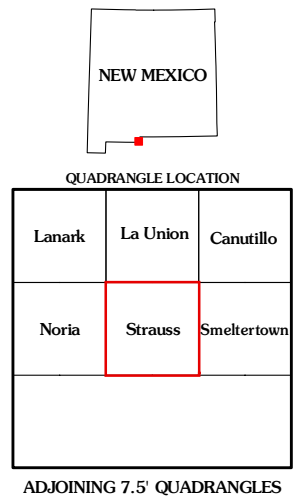 NEW MEXICO
QUADRANGLE LOCATION
Lanark La Union Canutillo
Noria Strauss Smeltertown
ADJOINING 7.5' QUADRANGLES